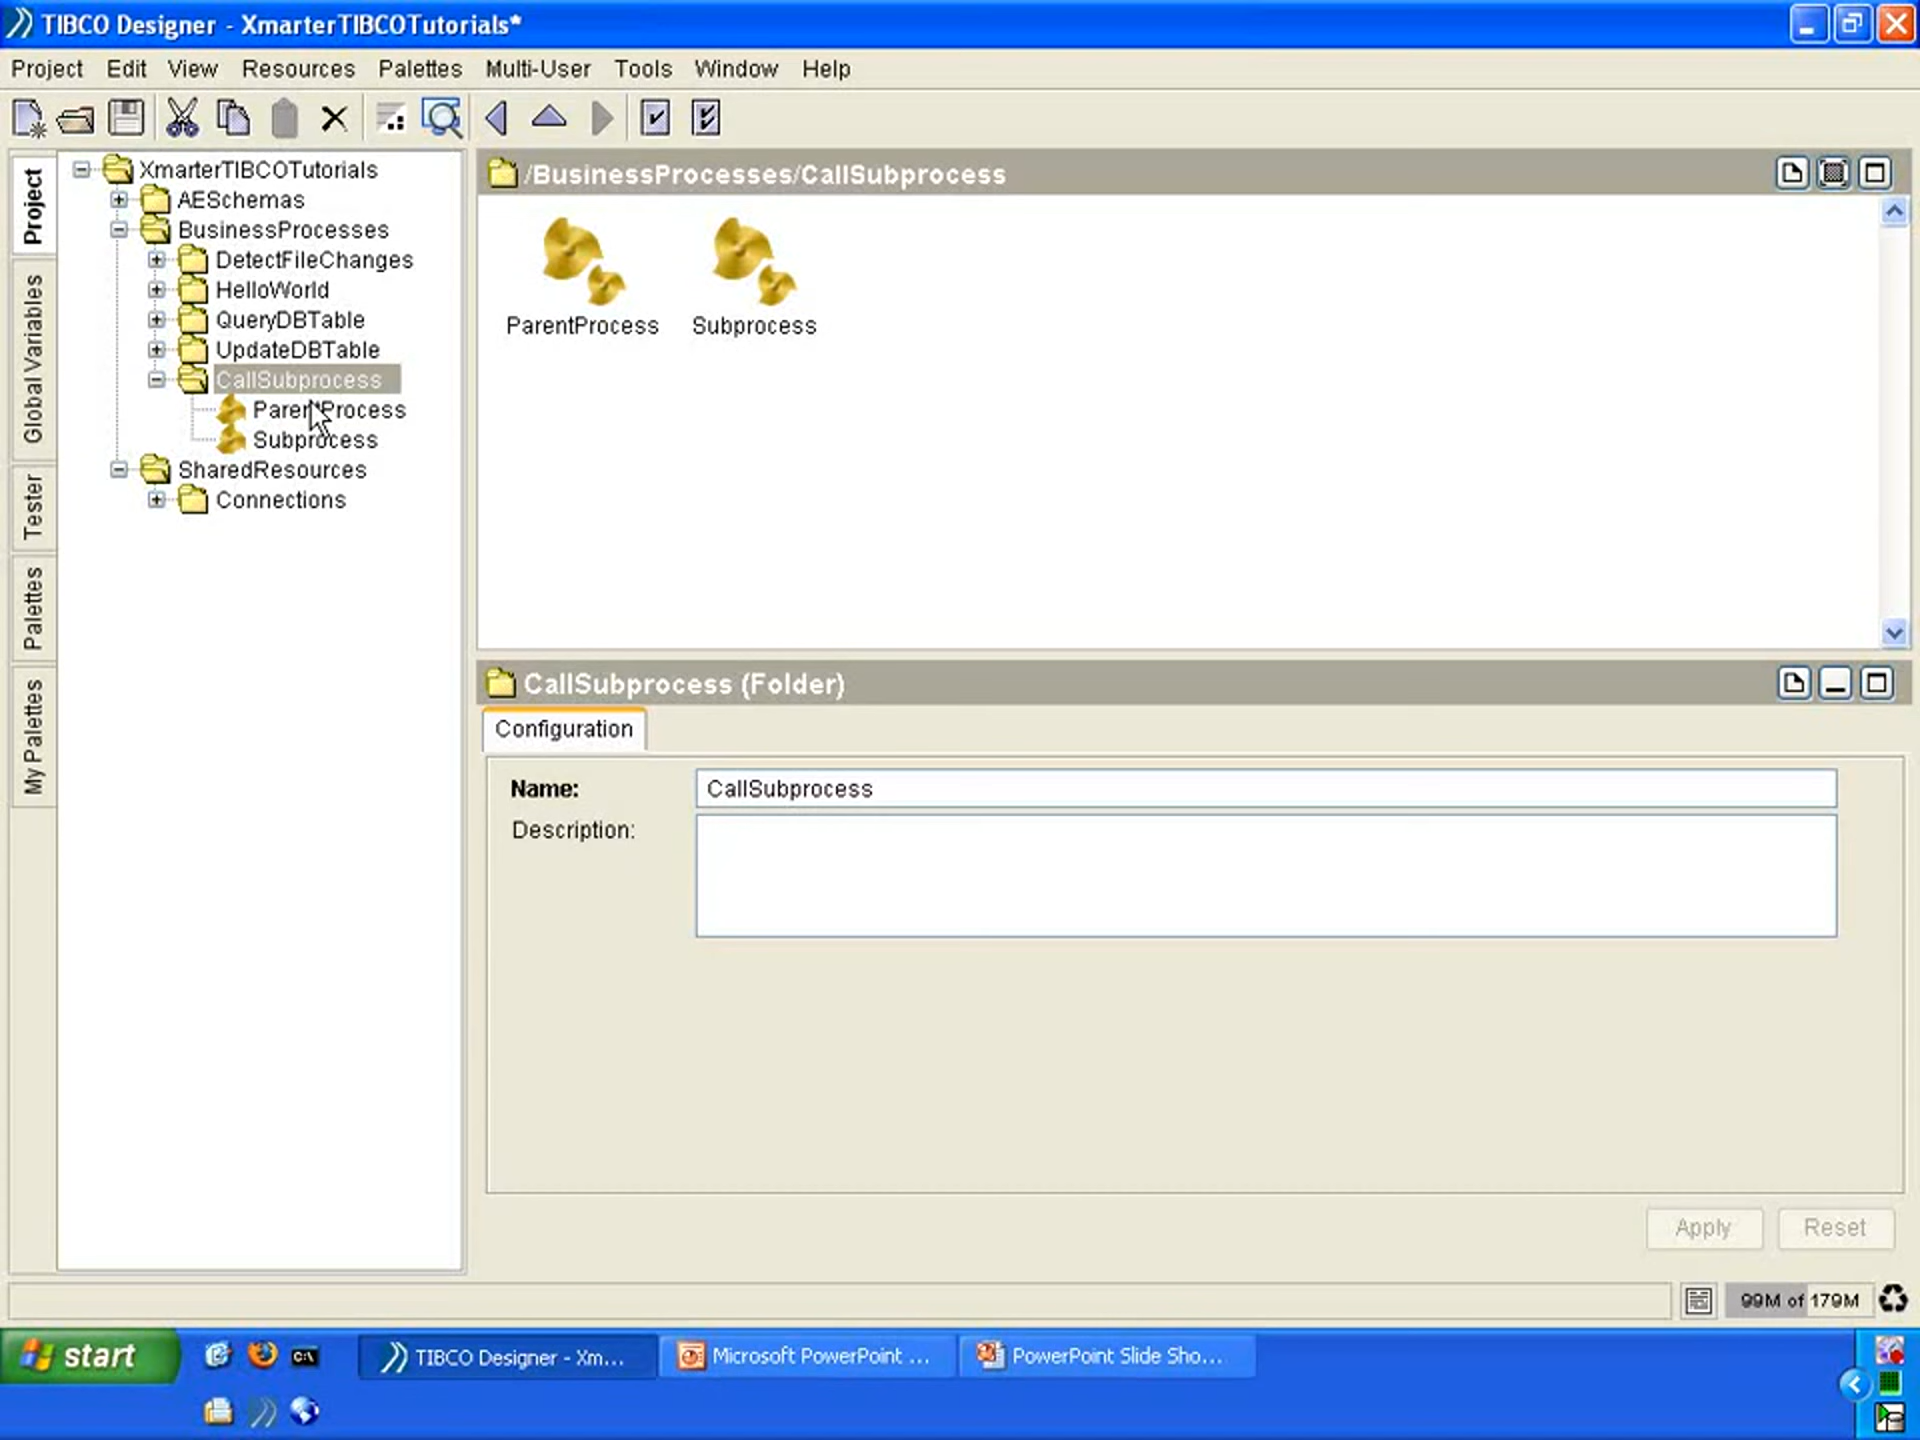 TIBCO Designer - XmarterTIBCOTutorials*
Project Edit View Resources Palettes Multi-User Tools Window Help
Project
Global Variables
Tester
Palettes
My Palettes
XmarterTIBCOTutorials
AESchemas
BusinessProcesses
DetectFileChanges
HelloWorld
QueryDBTable
UpdateDBTable
CallSubprocess
ParentProcess
Subprocess
SharedResources
Connections
/BusinessProcesses/CallSubprocess
ParentProcess Subprocess
CallSubprocess (Folder)
Configuration
Name: CallSubprocess
Description:
Apply Reset
99M of 179M
start
C:\
TIBCO Designer - Xm...
Microsoft PowerPoint ...
PowerPoint Slide Sho...